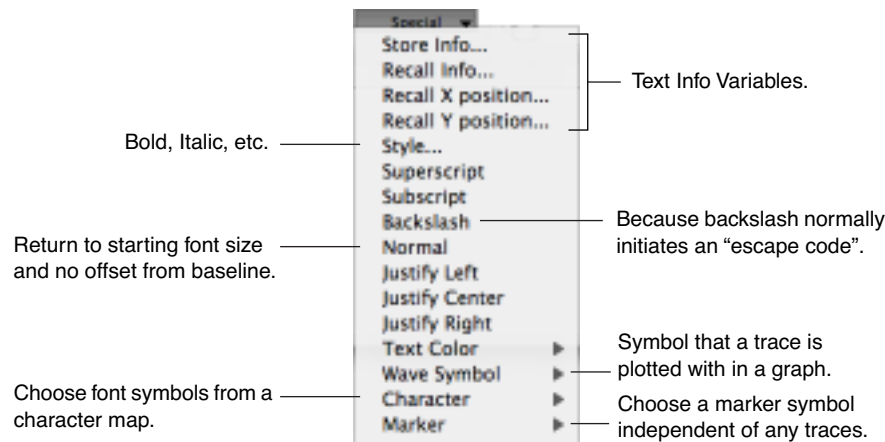 Special
Store Info...
Recall Info...
Recall X position...
Recall Y position...
Text Info Variables.
Bold, Italic, etc.
Style...
Superscript
Subscript
Backslash
Because backslash normally
initiates an “escape code”.
Return to starting font size
and no offset from baseline.
Normal
Justify Left
Justify Center
Justify Right
Text Color
Wave Symbol
Symbol that a trace is
plotted with in a graph.
Choose font symbols from a
character map.
Character
Marker
Choose a marker symbol
independent of any traces.